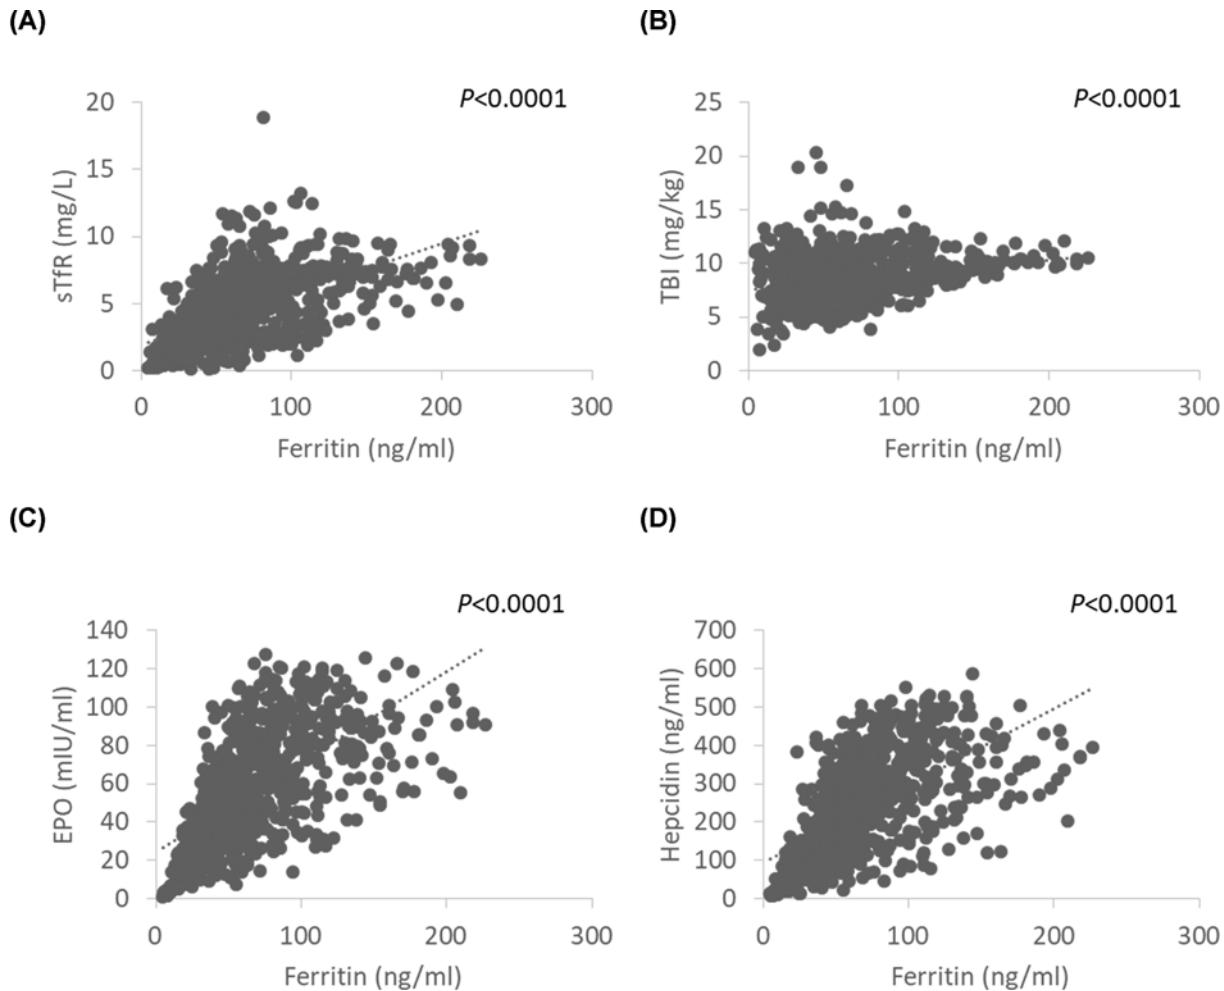 (A)
P<0.0001
20
15
10
5
0
sTfR (mg/L)
0 100 200 300
Ferritin (ng/ml)
(B)
P<0.0001
25
20
15
10
5
0
TBI (mg/kg)
0 100 200 300
Ferritin (ng/ml)
(C)
P<0.0001
140
120
100
80
60
40
20
0
EPO (mIU/ml)
0 100 200 300
Ferritin (ng/ml)
(D)
P<0.0001
700
600
500
400
300
200
100
0
Hepcidin (ng/ml)
0 100 200 300
Ferritin (ng/ml)